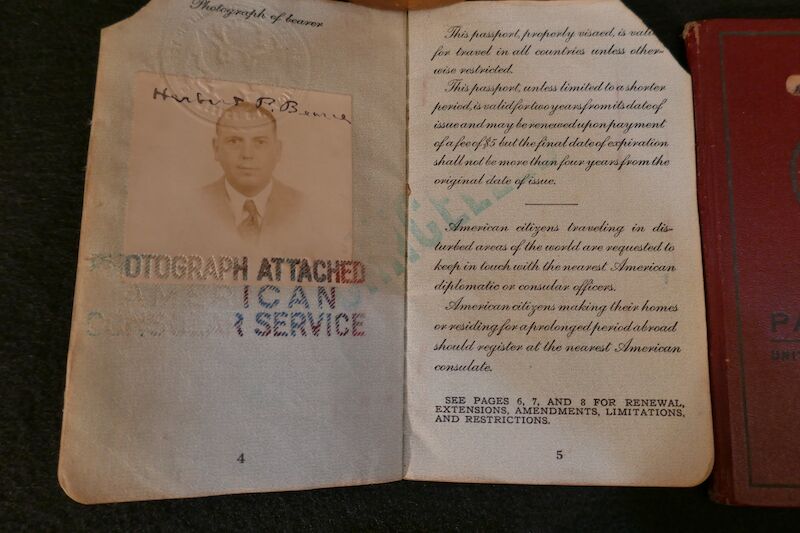 Photograph of bearer
Herbert P.
PHOTOGRAPH ATTACHED
AMERICAN
CONSULAR SERVICE
4
This passport, properly visaed, is valid
for travel in all countries unless other-
wise restricted.
This passport, unless limited to a shorter
period, is valid for two years from its date of
issue and may be renewed upon payment
of a fee of $5 but the final date of expiration
shall not be more than four years from the
original date of issue.
American citizens traveling in dis-
turbed areas of the world are requested to
keep in touch with the nearest American
diplomatic or consular officers.
American citizens making their homes
or residing for a prolonged period abroad
should register at the nearest American
consulate.
SEE PAGES 6, 7, AND 8 FOR RENEWAL,
EXTENSIONS, AMENDMENTS, LIMITATIONS,
AND RESTRICTIONS.
5
PA
UNI